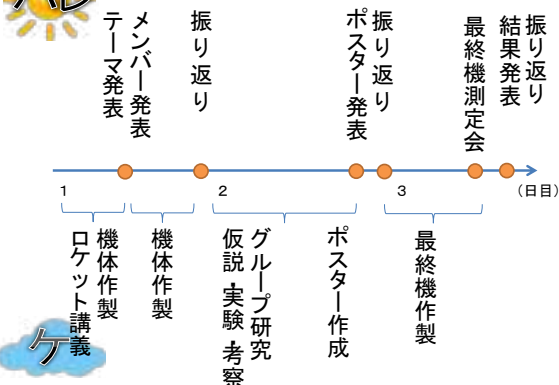 ハレ
メンバー発表
テーマ発表
振り返り
振り返り
ポスター発表
最終機測定会
振り返り
結果発表
1
2
3
(日目)
機体作製
ロケット講義
機体作製
グループ研究
仮説・実験・考察
ポスター作成
最終機作製
ケ